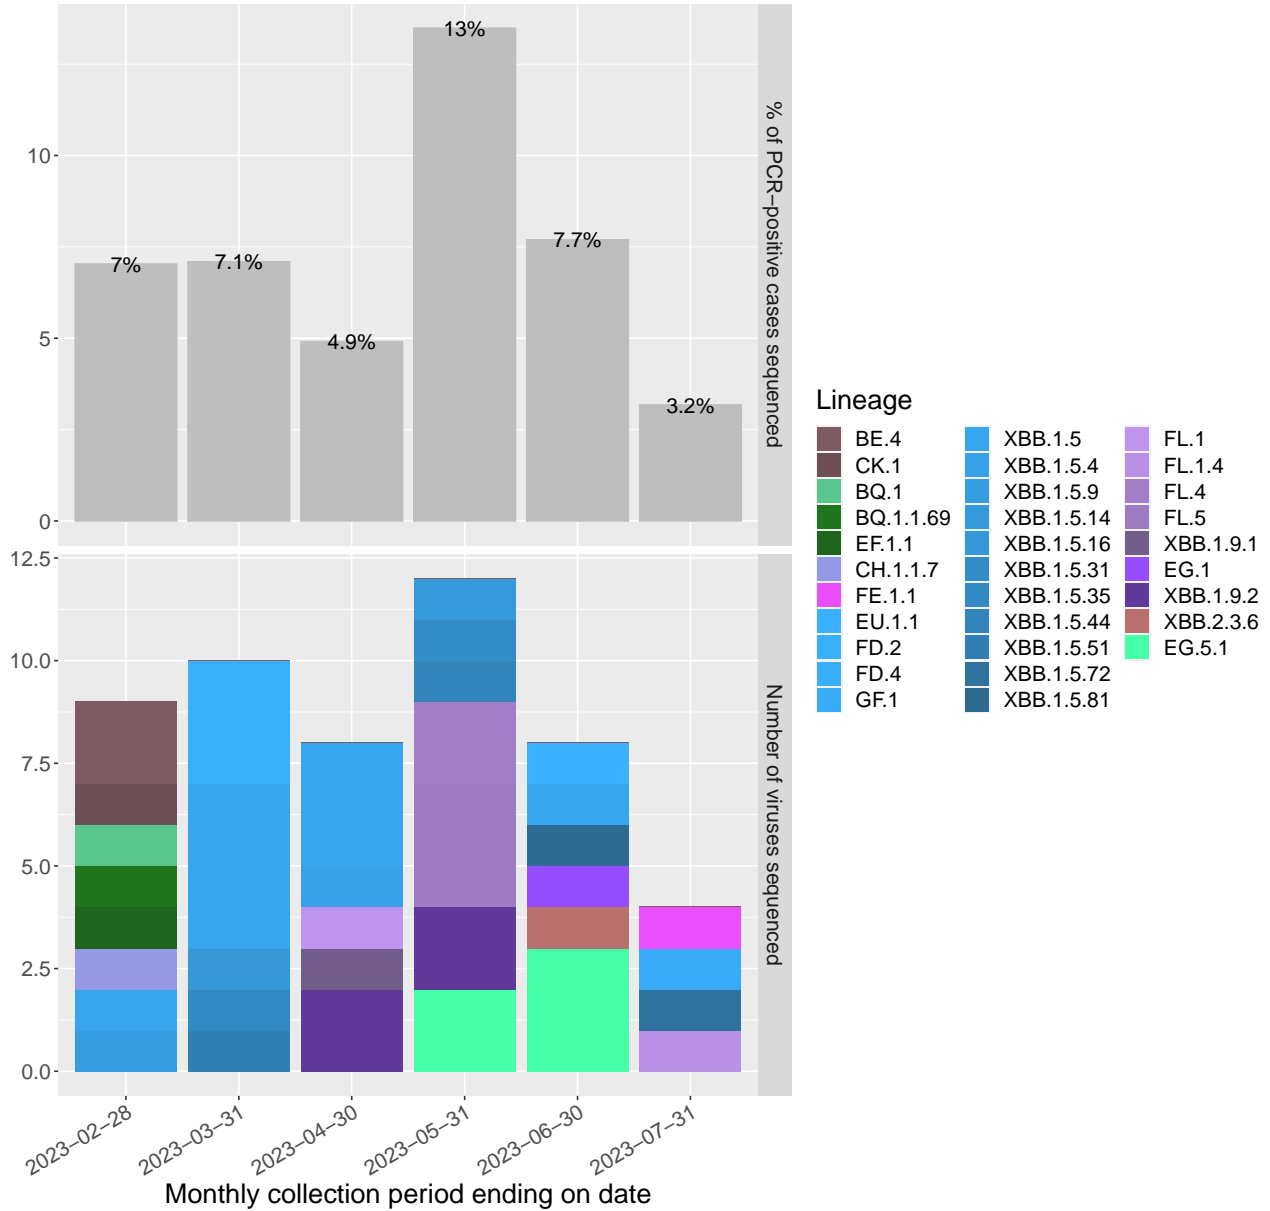 13%
10
7%
7.1%
7.7%
5
4.9%
3.2%
0
% of PCR−positive cases sequenced
12.5
10.0
7.5
5.0
2.5
0.0
Number of viruses sequenced
2023−02−28
2023−03−31
2023−04−30
2023−05−31
2023−06−30
2023−07−31
Monthly collection period ending on date
Lineage
BE.4
CK.1
BQ.1
BQ.1.1.69
EF.1.1
CH.1.1.7
FE.1.1
EU.1.1
FD.2
FD.4
GF.1
XBB.1.5
XBB.1.5.4
XBB.1.5.9
XBB.1.5.14
XBB.1.5.16
XBB.1.5.31
XBB.1.5.35
XBB.1.5.44
XBB.1.5.51
XBB.1.5.72
XBB.1.5.81
FL.1
FL.1.4
FL.4
FL.5
XBB.1.9.1
EG.1
XBB.1.9.2
XBB.2.3.6
EG.5.1